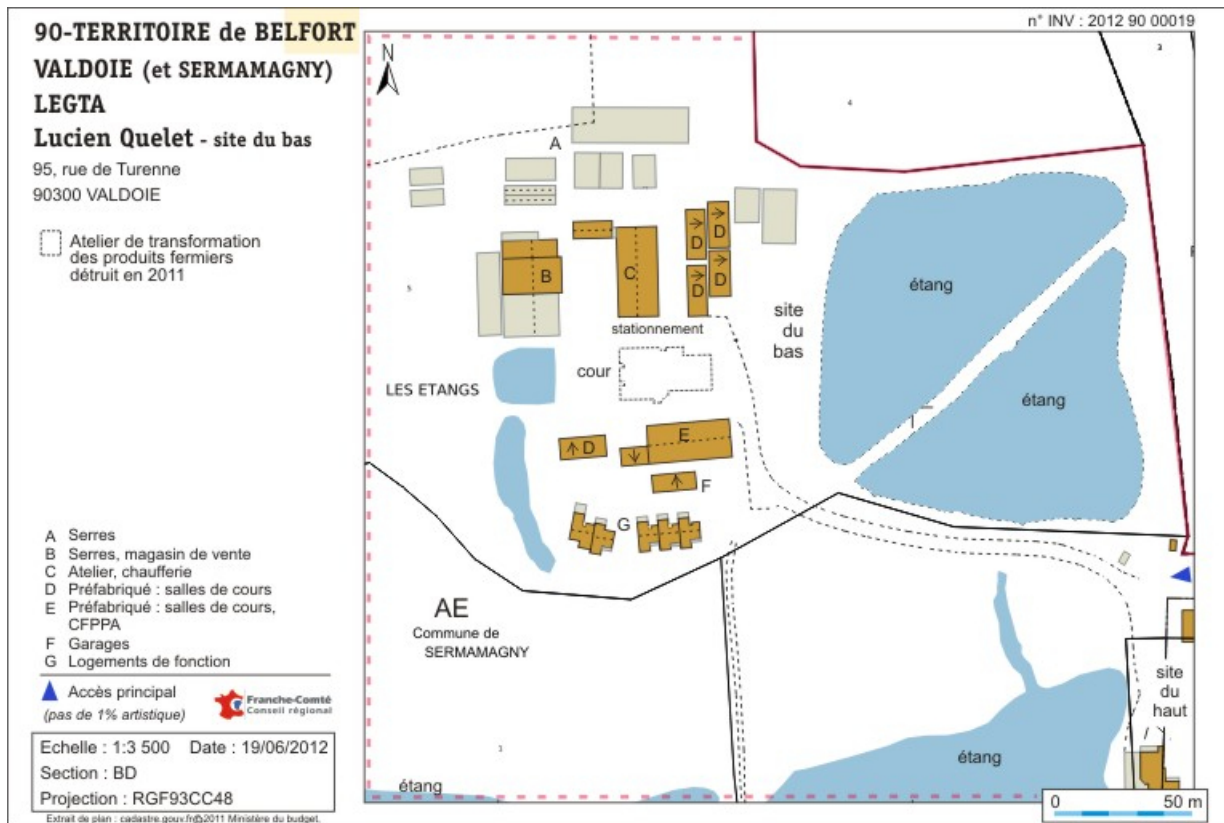 n° INV : 2012 90 00019
90-TERRITOIRE de BELFORT
VALDOIE (et SERMAMAGNY)
LEGTA
Lucien Quelet - site du bas
95, rue de Turenne
90300 VALDOIE
Atelier de transformation
des produits fermiers
détruit en 2011
A Serres
B Serres, magasin de vente
C Atelier, chaufferie
D Préfabriqué : salles de cours
E Préfabriqué : salles de cours,
CFPPA
F Garages
G Logements de fonction
Accès principal
(pas de 1% artistique)
Franche-Comté
Conseil régional
Echelle : 1:3 500 Date : 19/06/2012
Section : BD
Projection : RGF93CC48
Extrait de plan : cadastre.gouv.fr@2011 Ministère du budget.
N
3
4
A
D
D
B
C
D
D
5
étang
site
du
bas
stationnement
cour
LES ETANGS
étang
D
E
F
G
AE
Commune de
SERMAMAGNY
site
du
haut
1
étang
étang
0 50 m